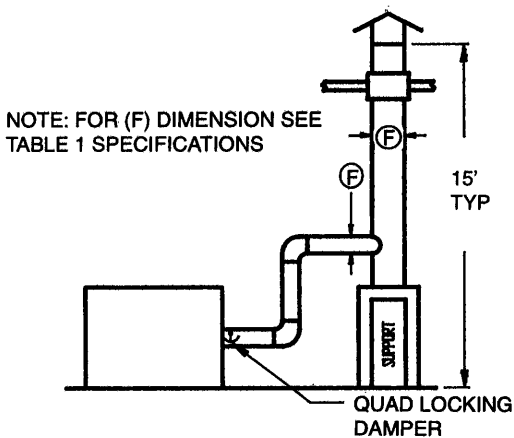 NOTE: FOR (F) DIMENSION SEE
TABLE 1 SPECIFICATIONS
F
F
15'
TYP
SUPPORT
QUAD LOCKING
DAMPER